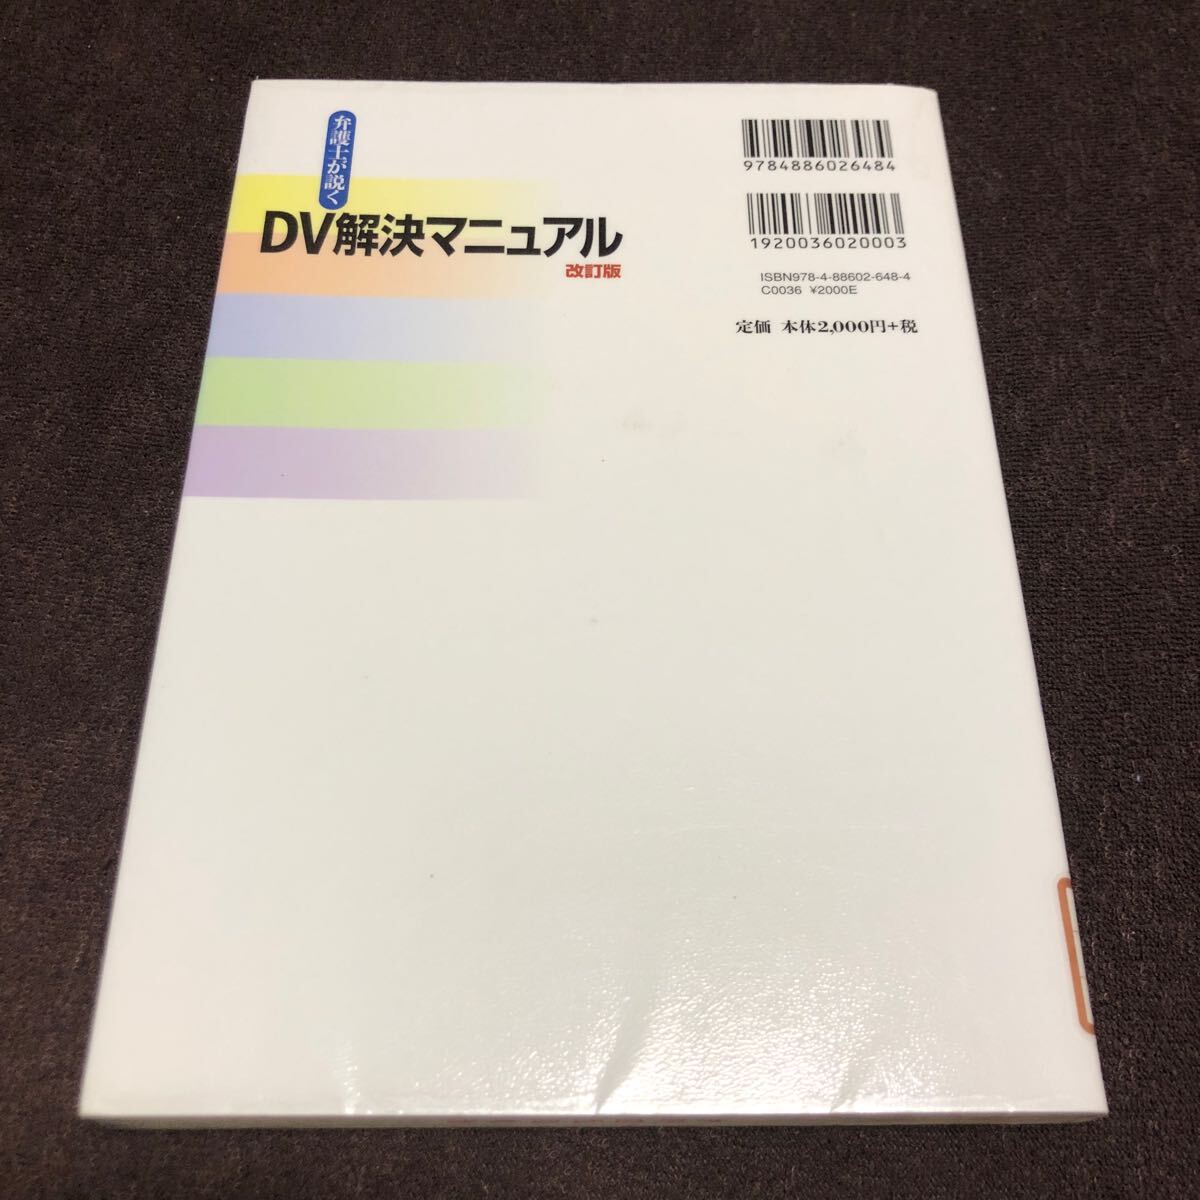 弁護士が説く
DV解決マニュアル
改訂版
9784886026484
1920036020003
ISBN978-4-88602-648-4
C0036 ¥2000E
定価 本体2,000円+税